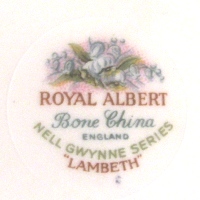 ROYAL ALBERT
Bone China
ENGLAND
NELL GWYNNE SERIES
"LAMBETH"